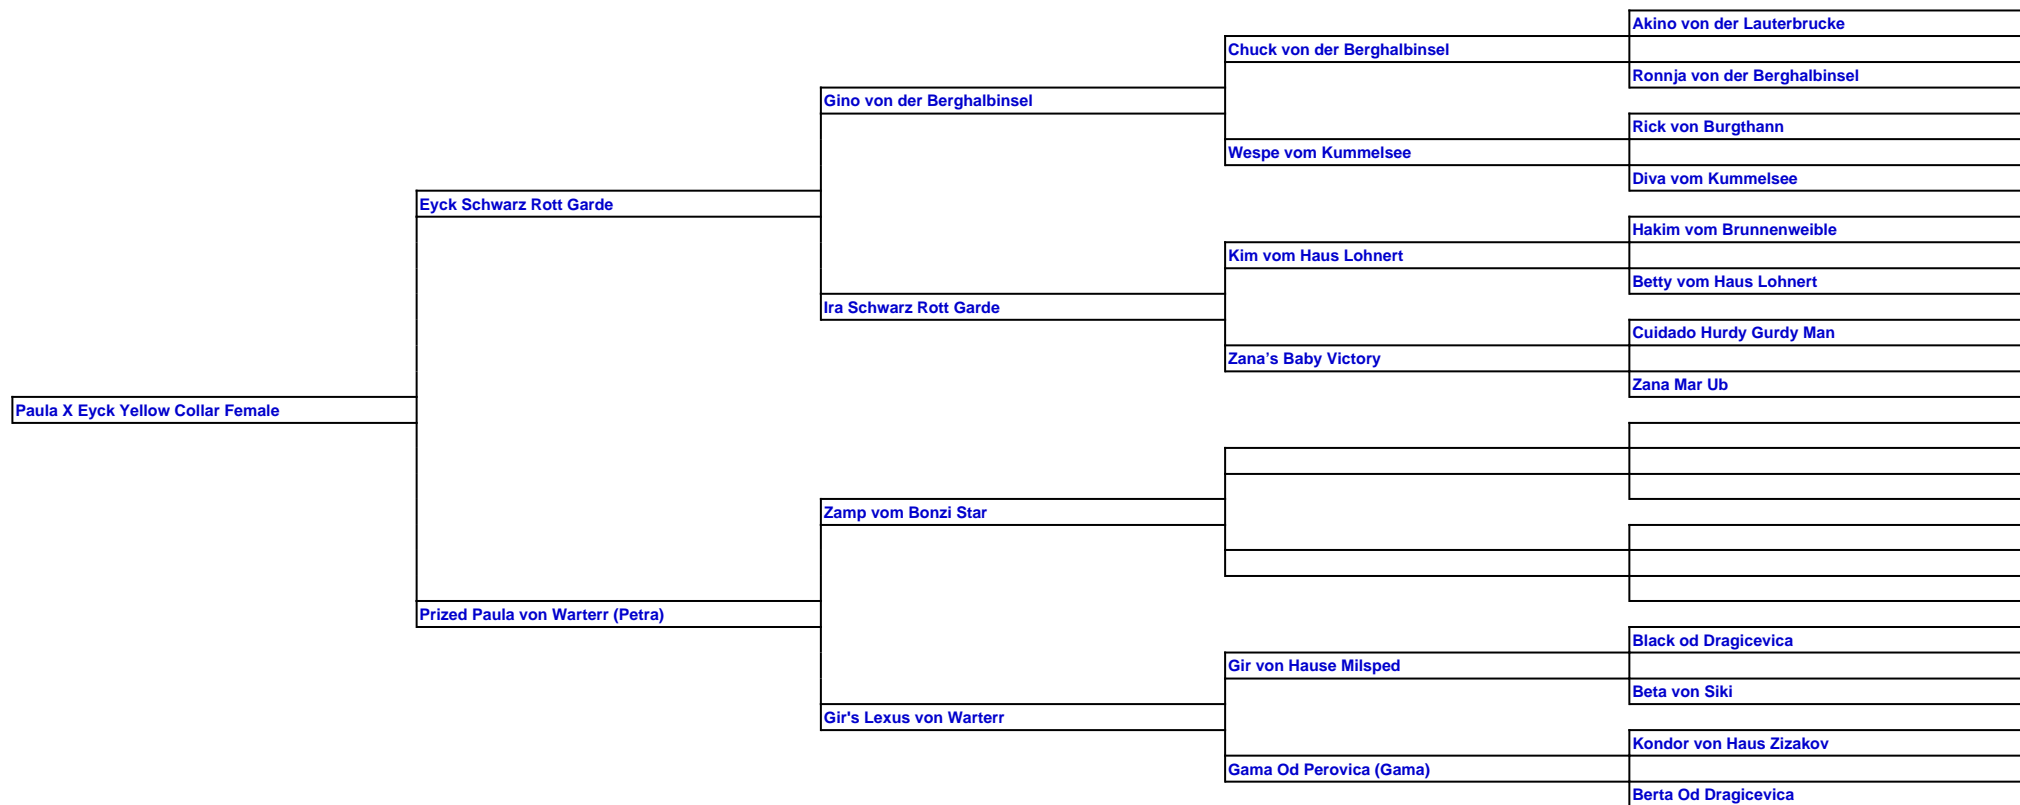 Akino von der Lauterbrucke
Chuck von der Berghalbinsel
Ronnja von der Berghalbinsel
Gino von der Berghalbinsel
Rick von Burgthann
Wespe vom Kummelsee
Diva vom Kummelsee
Eyck Schwarz Rott Garde
Hakim vom Brunnenweible
Kim vom Haus Lohnert
Betty vom Haus Lohnert
Ira Schwarz Rott Garde
Cuidado Hurdy Gurdy Man
Zana’s Baby Victory
Zana Mar Ub
Paula X Eyck Yellow Collar Female
Zamp vom Bonzi Star
Prized Paula von Warterr (Petra)
Black od Dragicevica
Gir von Hause Milsped
Beta von Siki
Gir's Lexus von Warterr
Kondor von Haus Zizakov
Gama Od Perovica (Gama)
Berta Od Dragicevica